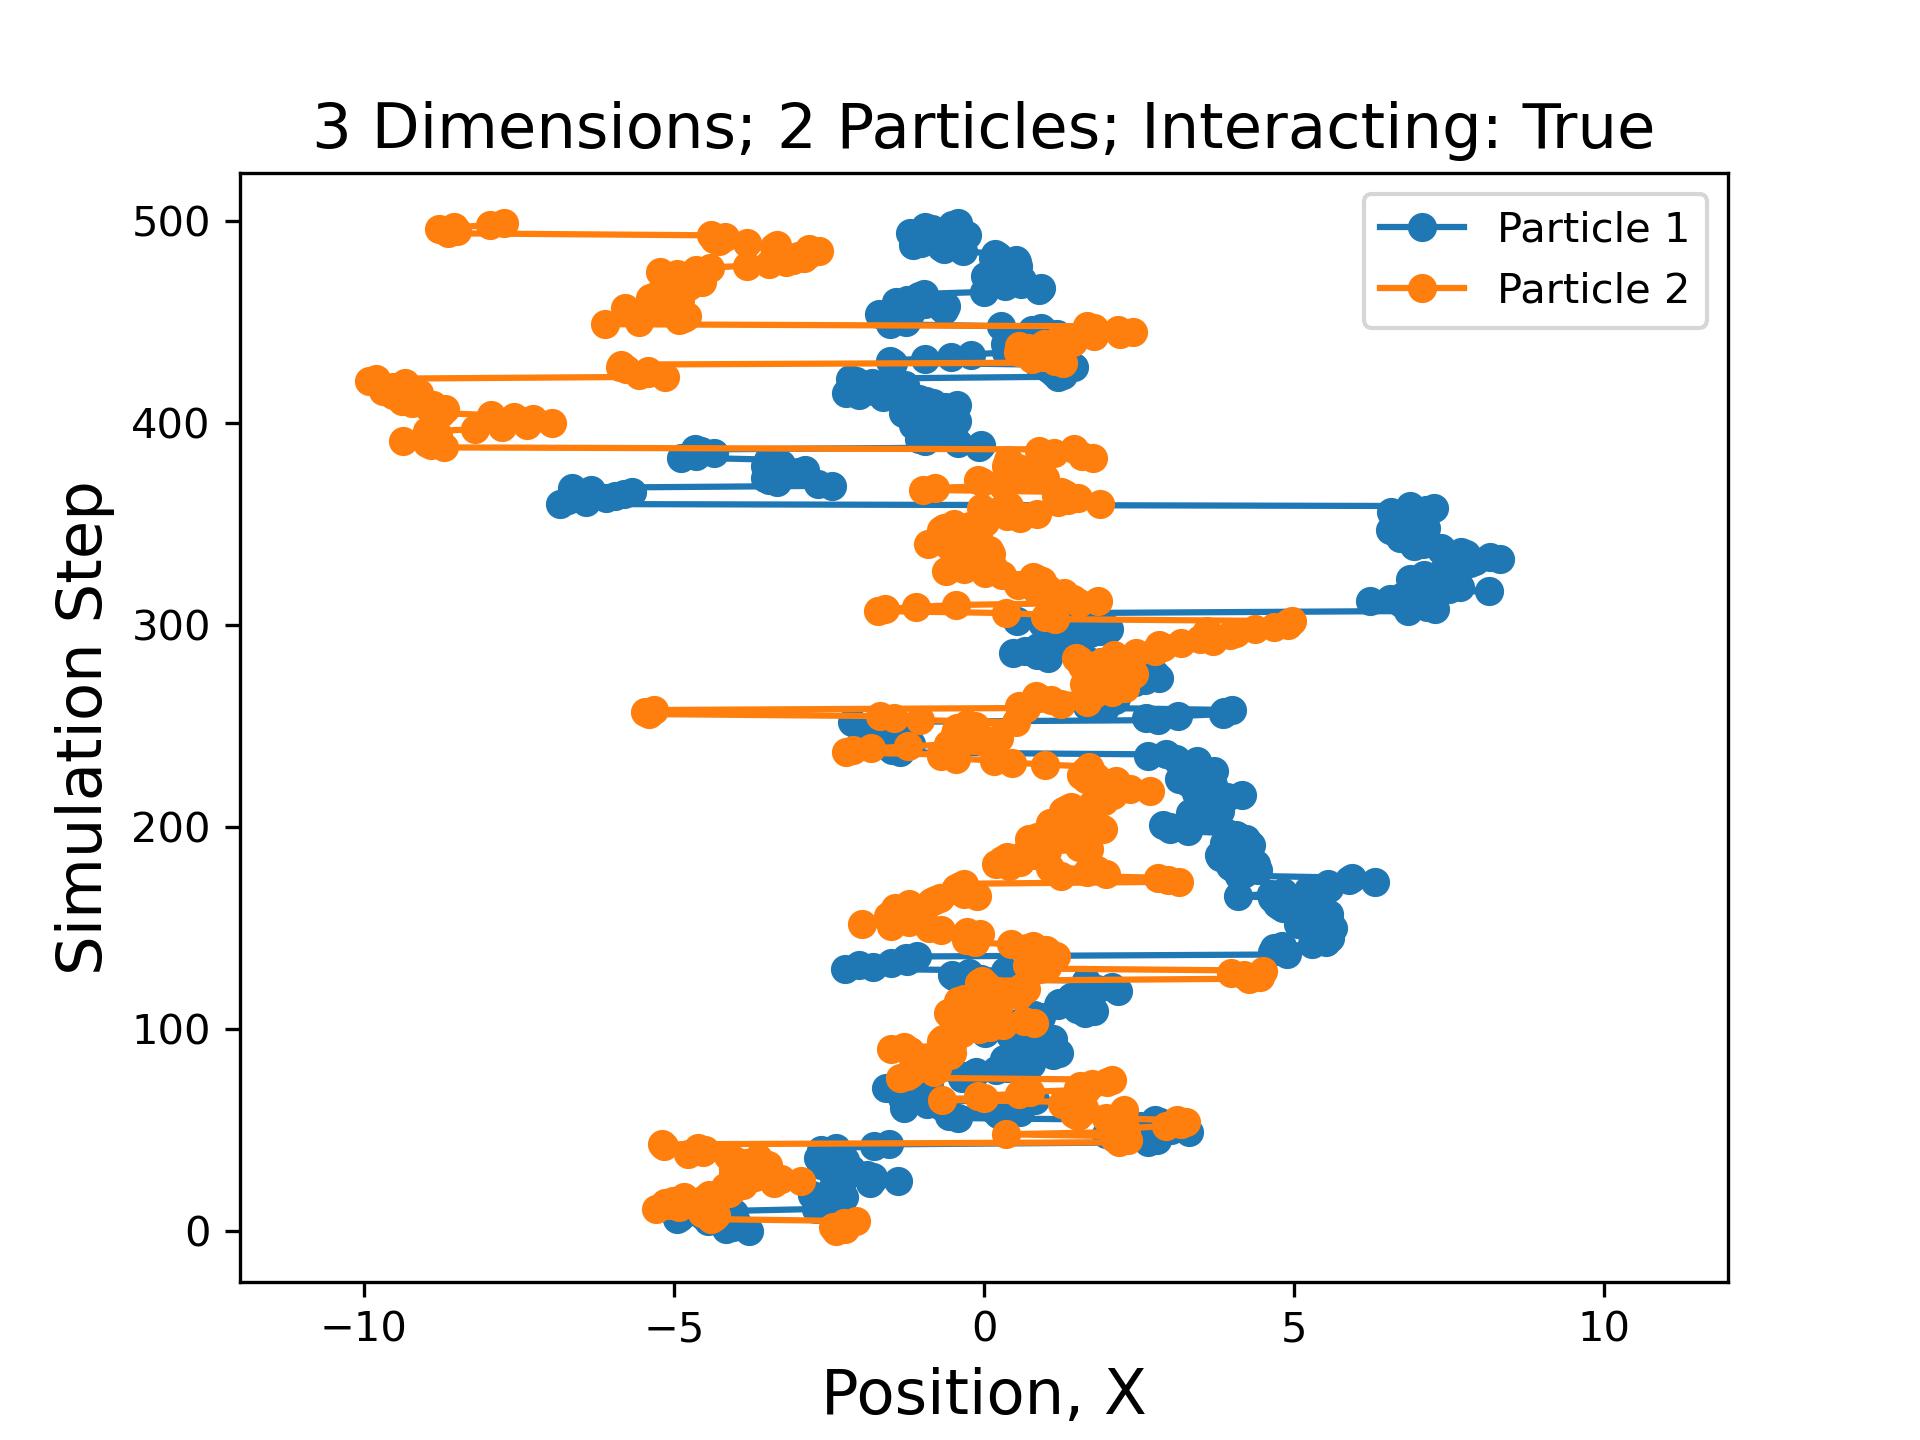 3 Dimensions; 2 Particles; Interacting: True
Particle 1
Particle 2
Simulation Step
500
400
300
200
100
0
−10
−5
0
5
10
Position, X